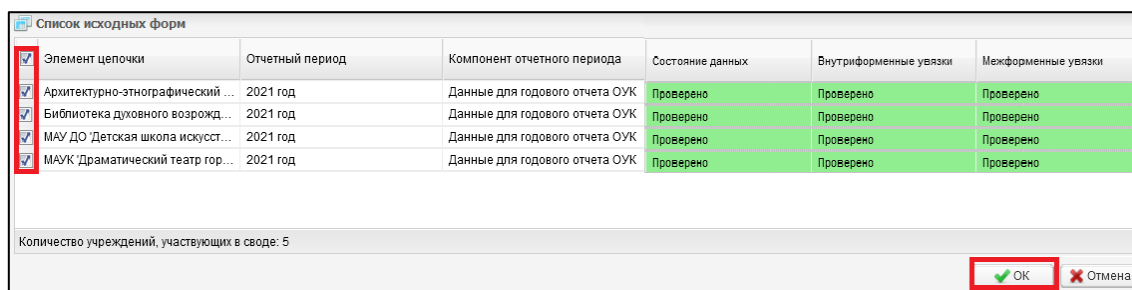 Список исходных форм
Элемент цепочки Отчетный период Компонент отчетного периода Состояние данных Внутриформенные увязки Межформенные увязки
Архитектурно-этнографический ... 2021 год Данные для годового отчета ОУК Проверено Проверено Проверено
Библиотека духовного возрожд... 2021 год Данные для годового отчета ОУК Проверено Проверено Проверено
МАУ ДО 'Детская школа искусст... 2021 год Данные для годового отчета ОУК Проверено Проверено Проверено
МАУК 'Драматический театр гор... 2021 год Данные для годового отчета ОУК Проверено Проверено Проверено
Количество учреждений, участвующих в своде: 5
ОК Отмена